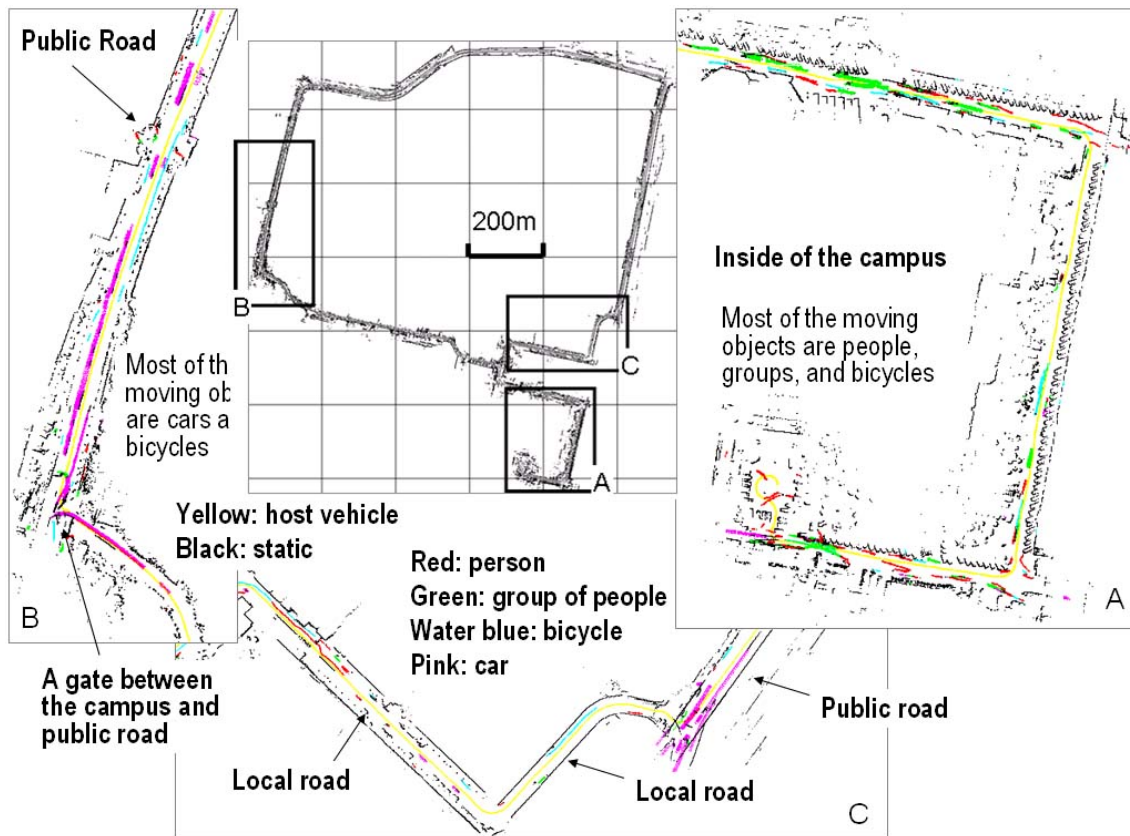 Public Road
200m
B
C
A
Inside of the campus
Most of the moving
objects are people,
groups, and bicycles
A
Most of th
moving ob
are cars a
bicycles
B
Yellow: host vehicle
Black: static
Red: person
Green: group of people
Water blue: bicycle
Pink: car
A gate between
the campus and
public road
Local road
Local road
Public road
C